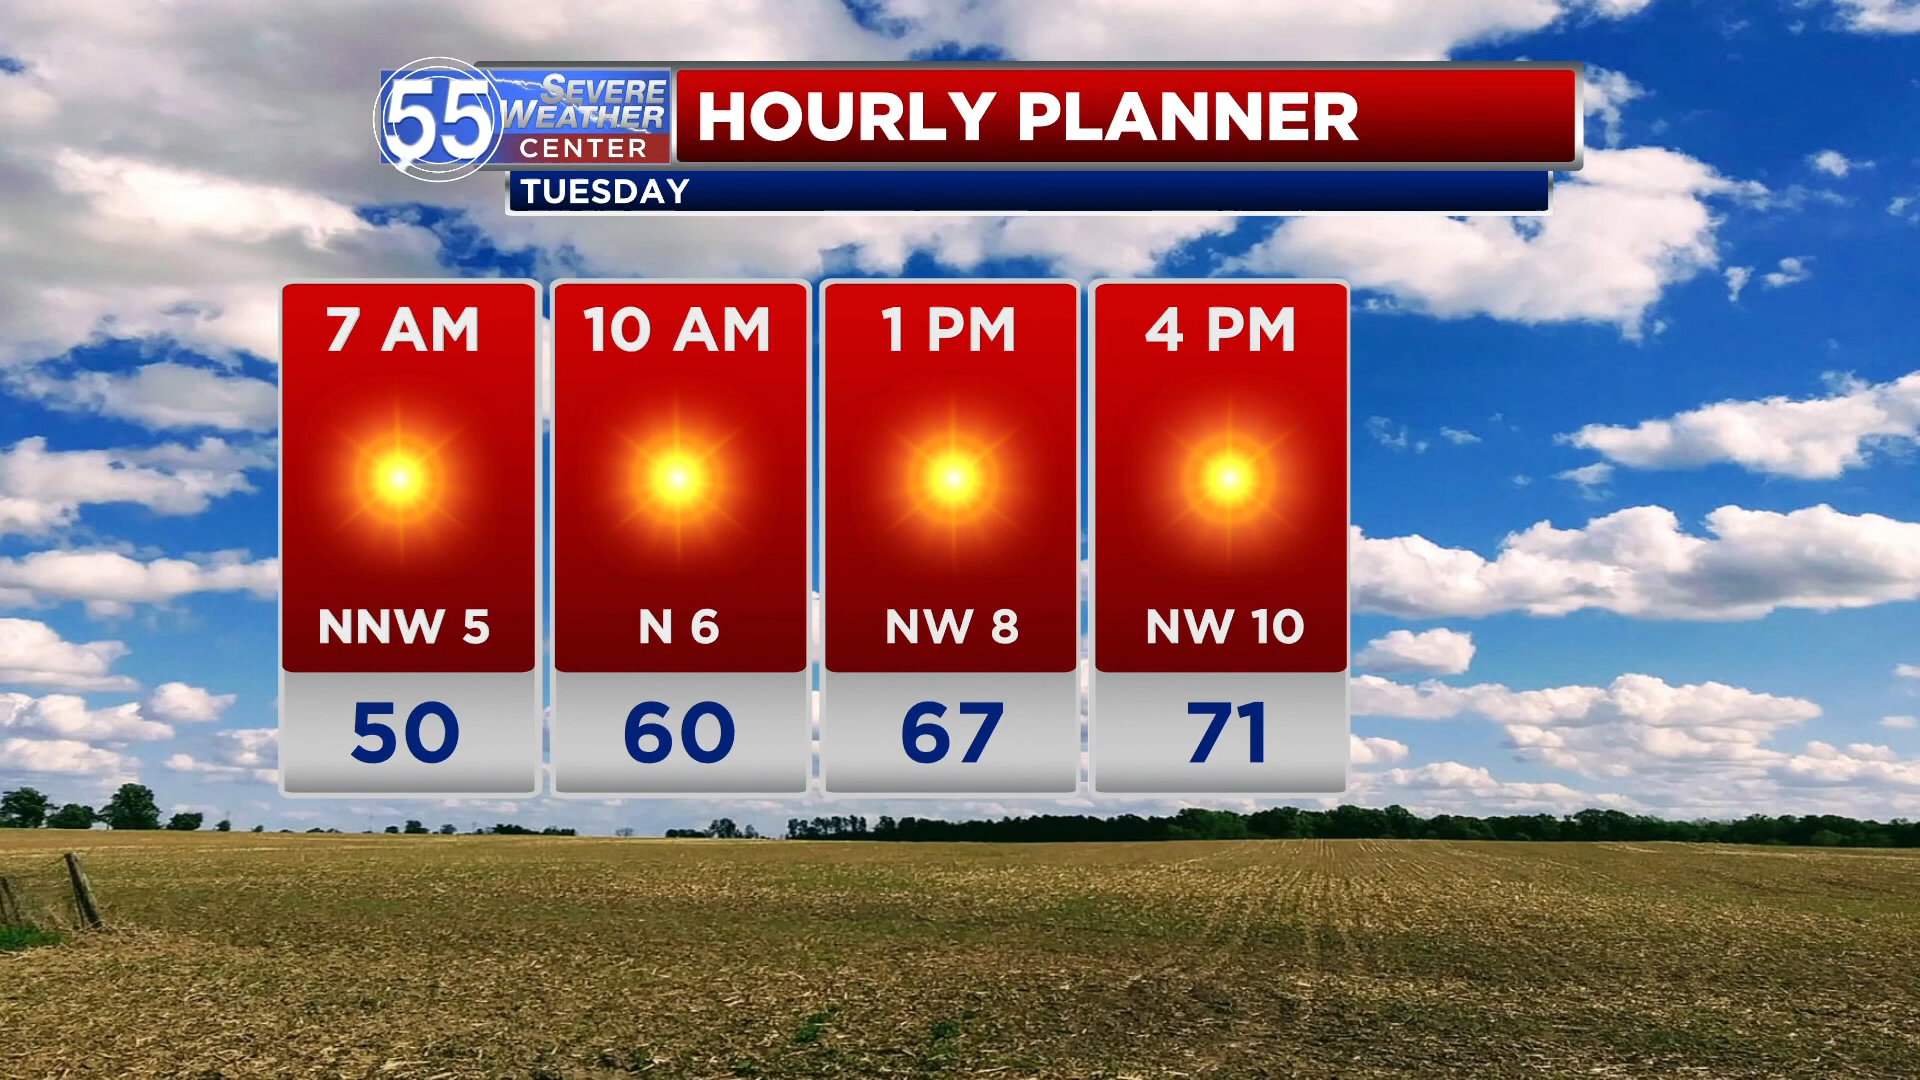 55 SEVERE WEATHER CENTER
HOURLY PLANNER
TUESDAY
7 AM
NNW 5
50
10 AM
N 6
60
1 PM
NW 8
67
4 PM
NW 10
71